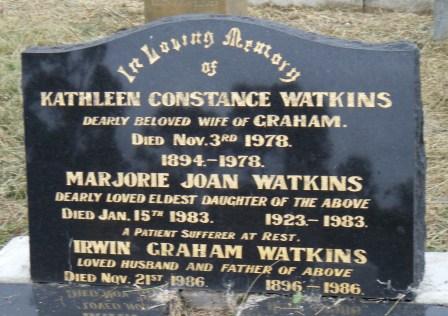 In Loving Memory
of
KATHLEEN CONSTANCE WATKINS
DEARLY BELOVED WIFE OF GRAHAM.
DIED NOV. 3RD 1978.
1894-1978.
MARJORIE JOAN WATKINS
DEARLY LOVED ELDEST DAUGHTER OF THE ABOVE
DIED JAN. 15TH 1983. 1923-1983.
A PATIENT SUFFERER AT REST.
IRWIN GRAHAM WATKINS
LOVED HUSBAND AND FATHER OF ABOVE
DIED NOV. 21ST 1986. 1896-1986.